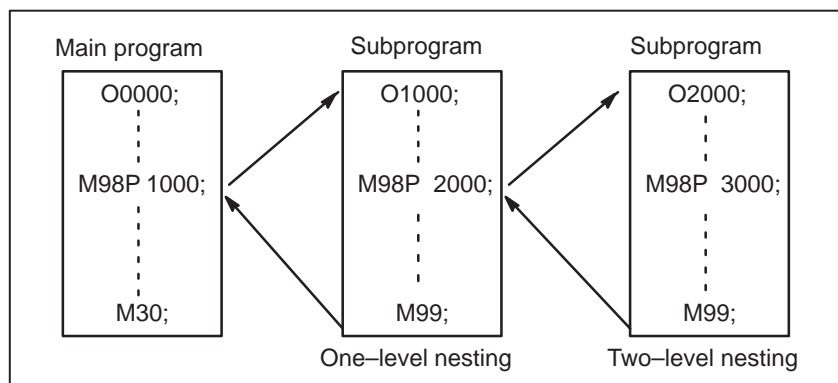 Main program
O0000;
M98P 1000;
M30;
Subprogram
O1000;
M98P 2000;
M99;
One–level nesting
Subprogram
O2000;
M98P 3000;
M99;
Two–level nesting